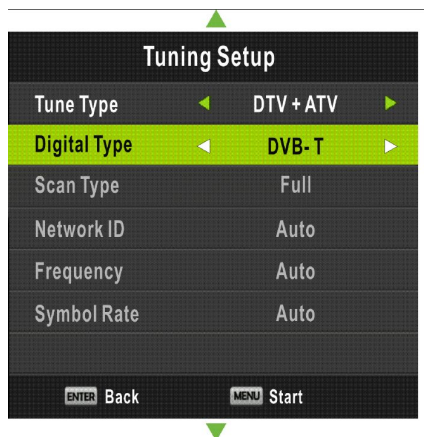 Tuning Setup
Tune Type DTV + ATV
Digital Type DVB- T
Scan Type Full
Network ID Auto
Frequency Auto
Symbol Rate Auto
ENTER Back MENU Start